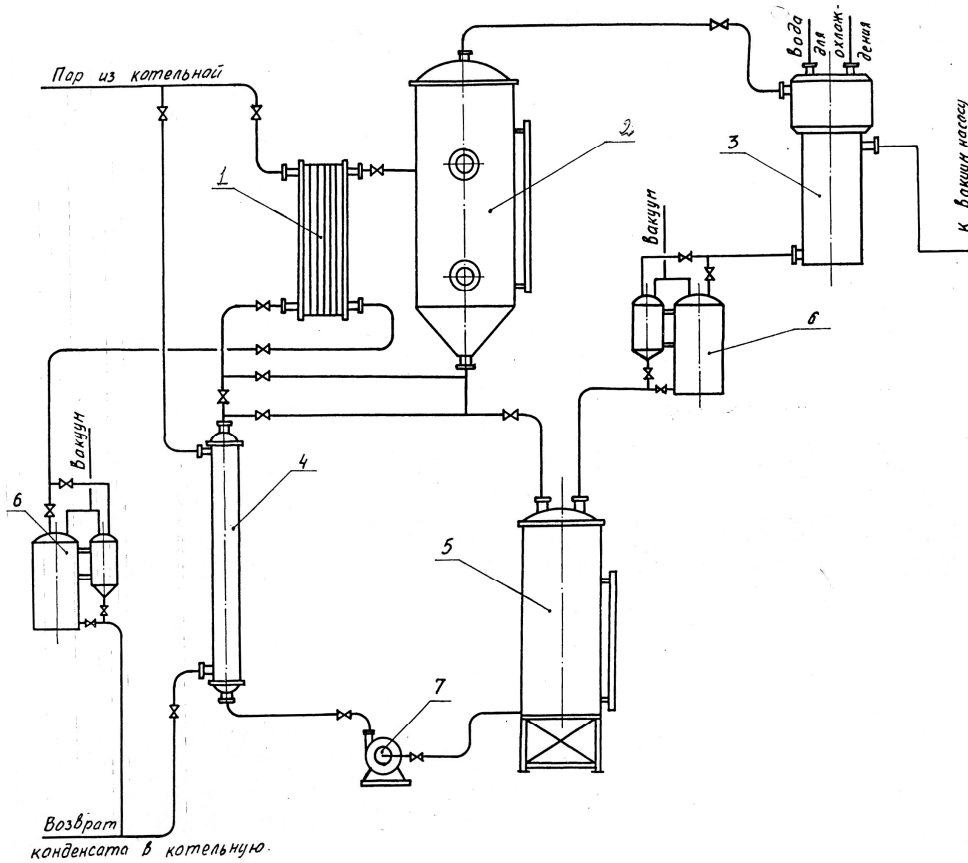 Вода
для
охлаж-
дения
Пар из котельной
1
2
3
к вакуум насосу
Вакуум
6
Вакуум
6
4
5
7
Возврат
конденсата в котельную.